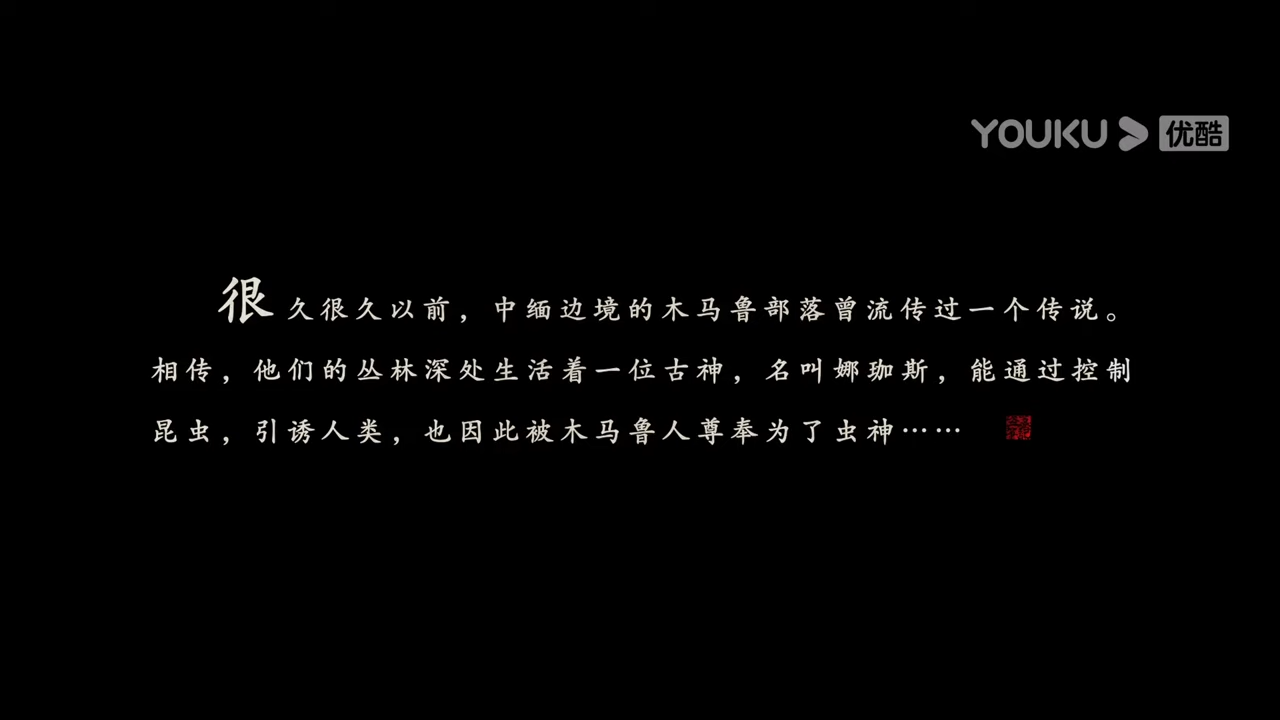 YOUKU 优酷
很久很久以前，中缅边境的木马鲁部落曾流传过一个传说。
相传，他们的丛林深处生活着一位古神，名叫娜珈斯，能通过控制
昆虫，引诱人类，也因此被木马鲁人尊奉为了虫神……